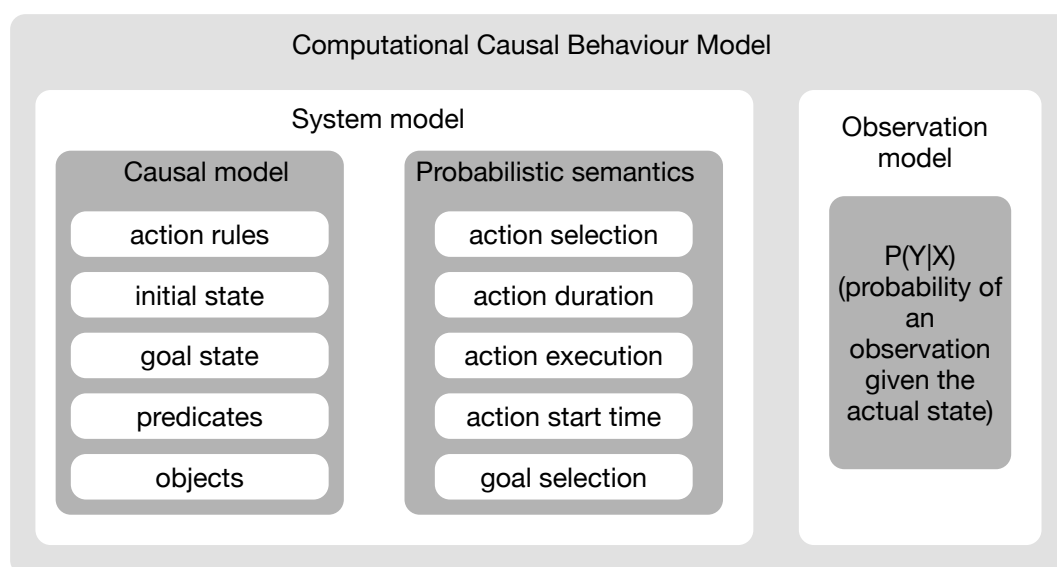 Computational Causal Behaviour Model
System model
Causal model
action rules
initial state
goal state
predicates
objects
Probabilistic semantics
action selection
action duration
action execution
action start time
goal selection
Observation
model
P(Y|X)
(probability of
an
observation
given the
actual state)